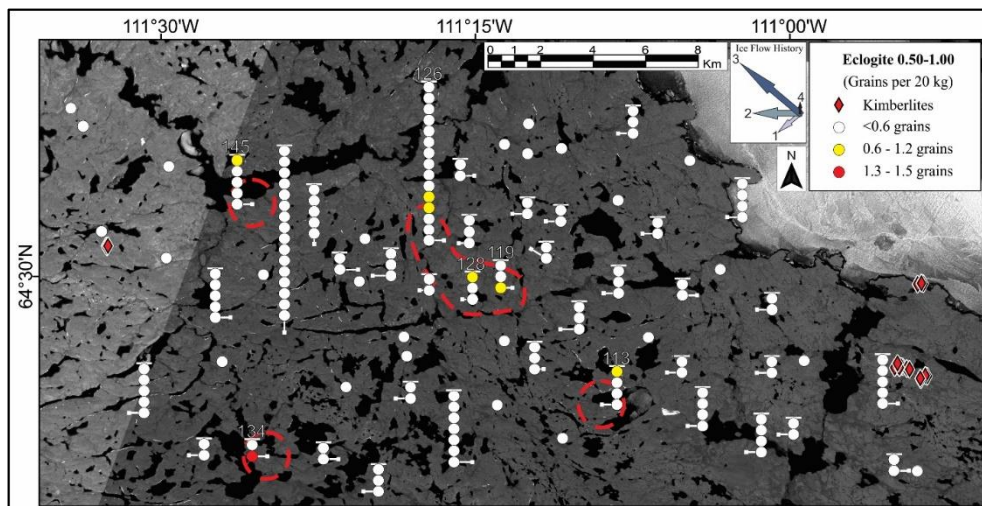 111°30'W
111°15'W
111°00'W
0 1 2 4 6 8
Km
Ice Flow History
3
4
2
1
N
Eclogite 0.50-1.00
(Grains per 20 kg)
Kimberlites
<0.6 grains
0.6 - 1.2 grains
1.3 - 1.5 grains
126
145
119
128
64°30'N
113
134